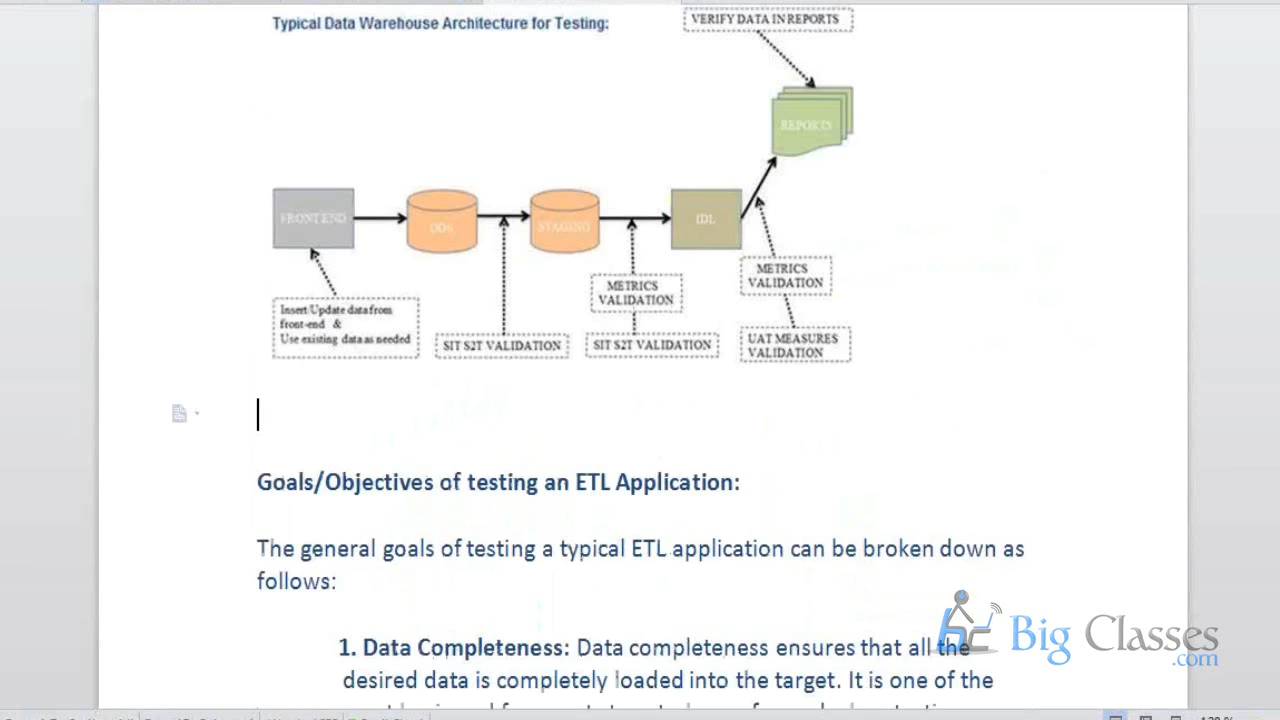 Typical Data Warehouse Architecture for Testing:
VERIFY DATA IN REPORTS
REPORTS
FRONT END
ODS
STAGING
IDL
METRICS
VALIDATION
METRICS
VALIDATION
Insert/Update data from
front-end &
Use existing data as needed
SIT S2T VALIDATION
SIT S2T VALIDATION
UAT MEASURES
VALIDATION
Goals/Objectives of testing an ETL Application:
The general goals of testing a typical ETL application can be broken down as
follows:
1. Data Completeness: Data completeness ensures that all the
desired data is completely loaded into the target. It is one of the
Big Classes
.com